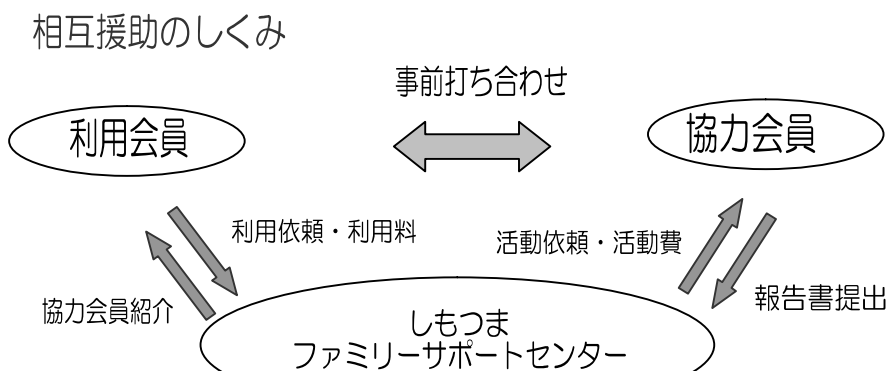 相互援助のしくみ
事前打ち合わせ
利用会員
協力会員
利用依頼・利用料
活動依頼・活動費
協力会員紹介
報告書提出
しもつま
ファミリーサポートセンター